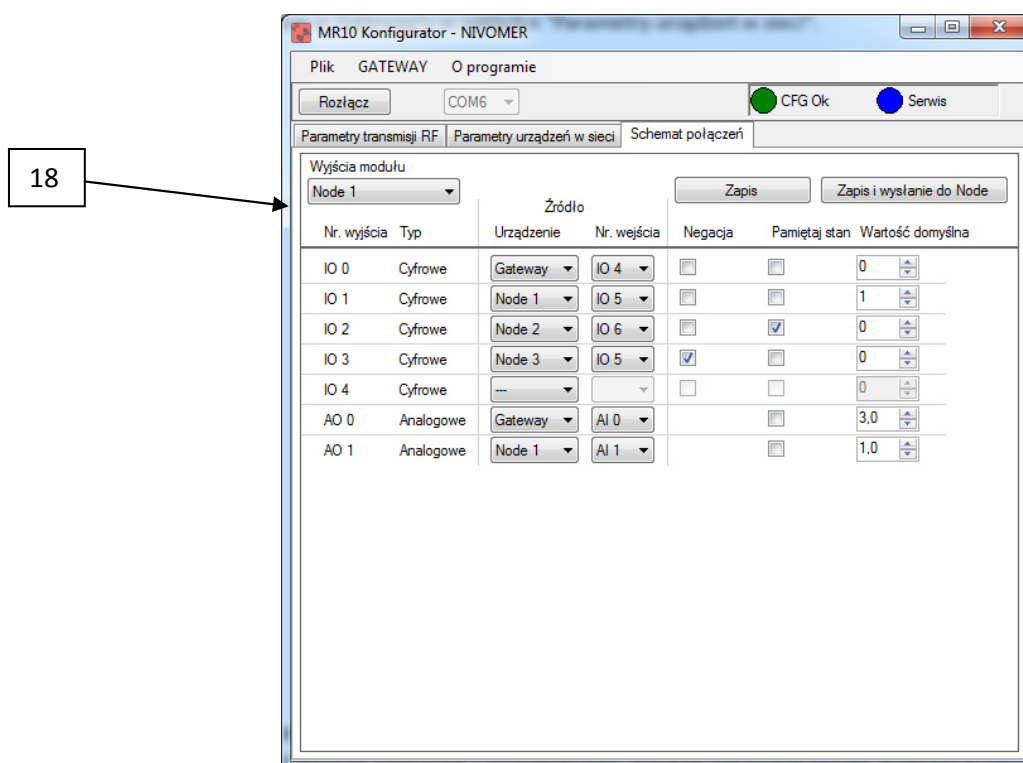 "Parametry urządzeń w sieci".
MR10 Konfigurator - NIVOMER
Plik GATEWAY O programie
Rozłącz COM6 CFG Ok Serwis
Parametry transmisji RF Parametry urządzeń w sieci Schemat połączeń
18
Wyjścia modułu
Node 1 Zapis Zapis i wysłanie do Node
Źródło
Nr. wyjścia Typ Urządzenie Nr. wejścia Negacja Pamiętaj stan Wartość domyślna
IO 0 Cyfrowe Gateway IO 4 0
IO 1 Cyfrowe Node 1 IO 5 1
IO 2 Cyfrowe Node 2 IO 6 0
IO 3 Cyfrowe Node 3 IO 5 0
IO 4 Cyfrowe --- 0
AO 0 Analogowe Gateway AI 0 3,0
AO 1 Analogowe Node 1 AI 1 1,0